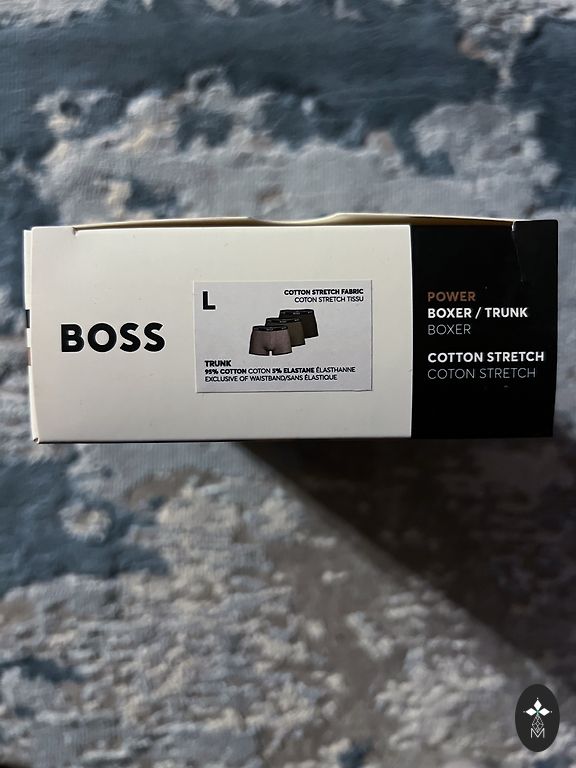 BOSS
L
COTTON STRETCH FABRIC
COTON STRETCH TISSU
TRUNK
95% COTTON COTON 5% ELASTANE ÉLASTHANNE
EXCLUSIVE OF WAISTBAND/SANS ÉLASTIQUE
POWER
BOXER / TRUNK
BOXER
COTTON STRETCH
COTON STRETCH
M